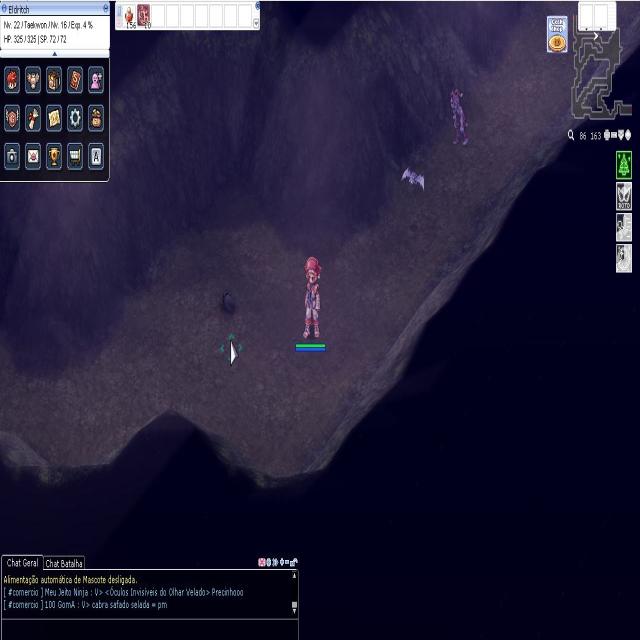 Eldritch
Nv. 22 / Taekwon / Nv. 16 / Exp. 4 %
HP. 325 / 325 | SP. 72 / 72
156
10
86 163
Chat Geral
Chat Batalha
Alimentação automática de Mascote desligada.
[ #comercio ] Meu Jeito Ninja : V> <Óculos Invisíveis do Olhar Velado> Precinhooo
[ #comercio ] 100 GomA : V> cabra safado selada = pm